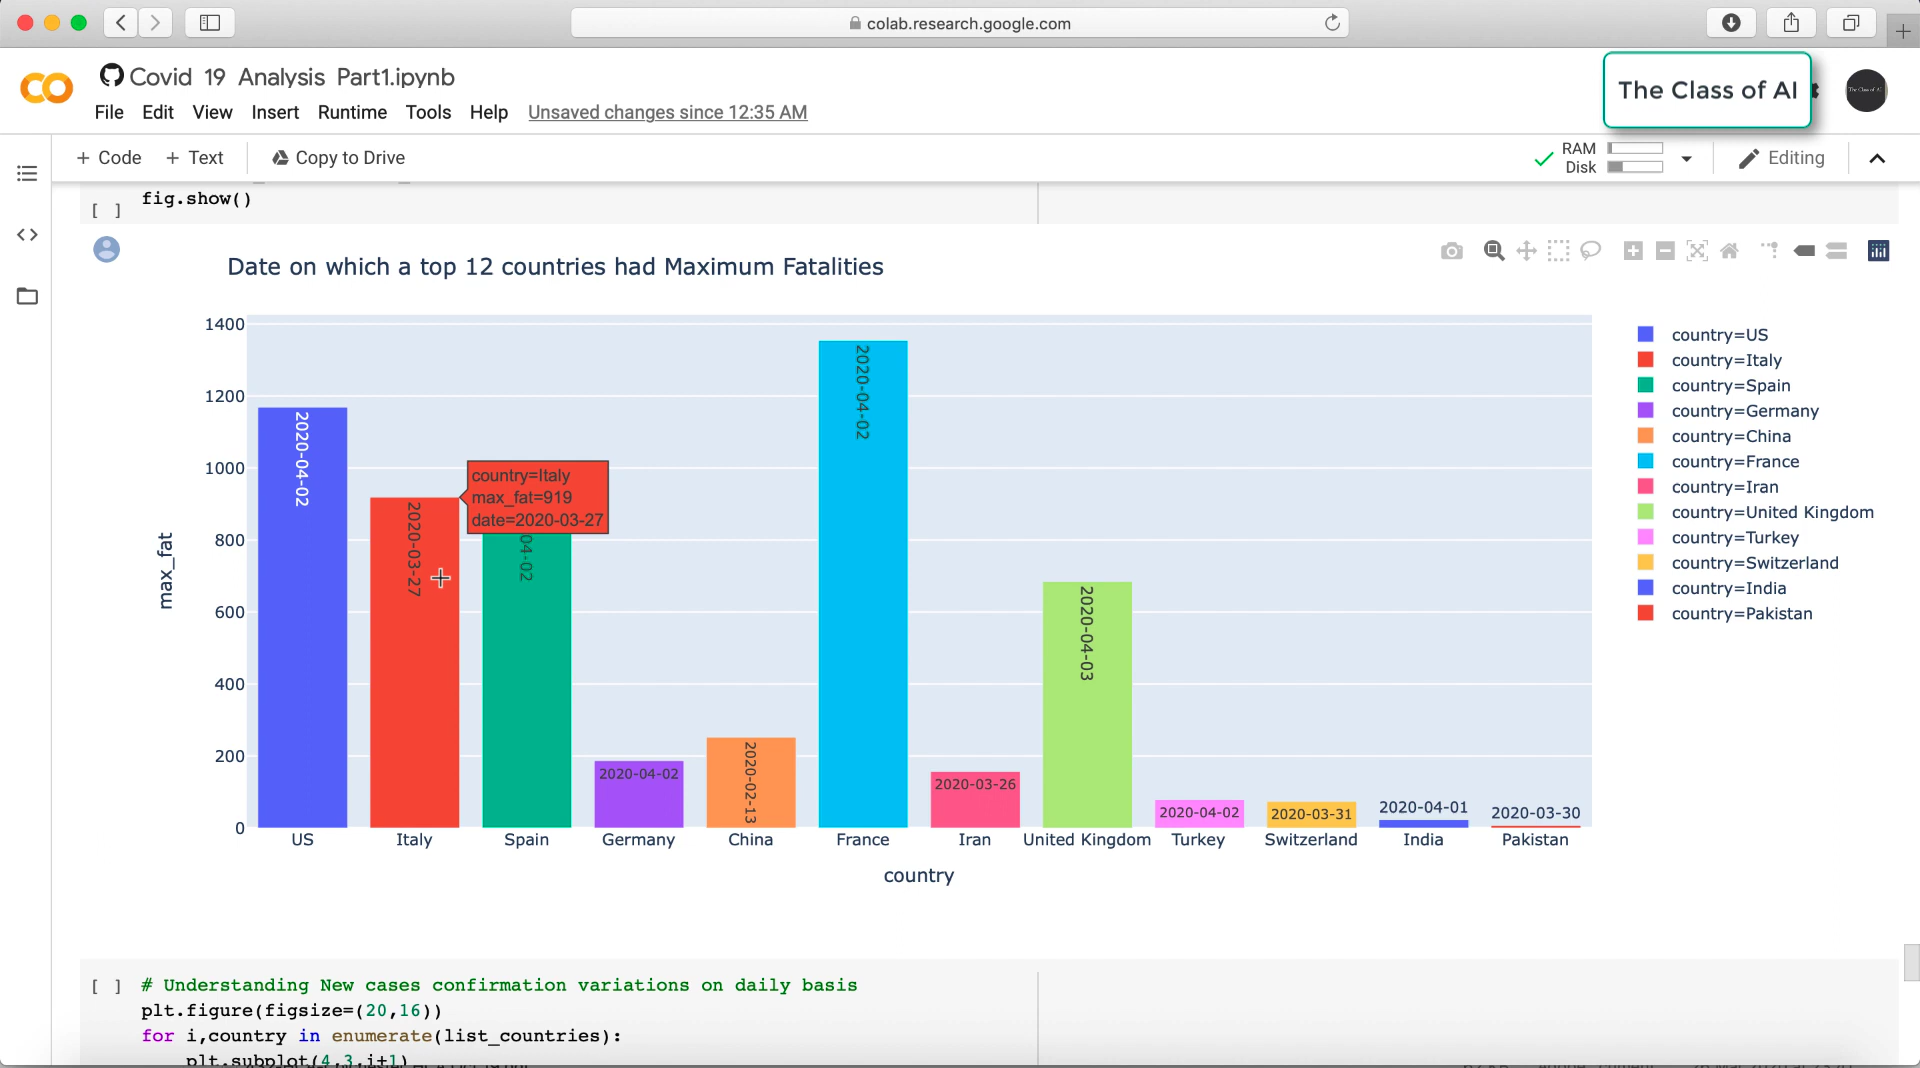 colab.research.google.com
Covid 19 Analysis Part1.ipynb
The Class of AI
File Edit View Insert Runtime Tools Help Unsaved changes since 12:35 AM
+ Code + Text Copy to Drive
RAM
Disk
Editing
[ ] fig.show()
Date on which a top 12 countries had Maximum Fatalities
1400
1200
1000
800
600
400
200
0
max_fat
2020-04-02
2020-03-27
04-02
2020-04-02
2020-02-13
2020-04-02
2020-03-26
2020-04-03
2020-04-02
2020-03-31
2020-04-01
2020-03-30
country=Italy
max_fat=919
date=2020-03-27
US Italy Spain Germany China France Iran United Kingdom Turkey Switzerland India Pakistan
country
country=US
country=Italy
country=Spain
country=Germany
country=China
country=France
country=Iran
country=United Kingdom
country=Turkey
country=Switzerland
country=India
country=Pakistan
[ ] # Understanding New cases confirmation variations on daily basis
plt.figure(figsize=(20,16))
for i,country in enumerate(list_countries):
plt.subplot(4,3,i+1)